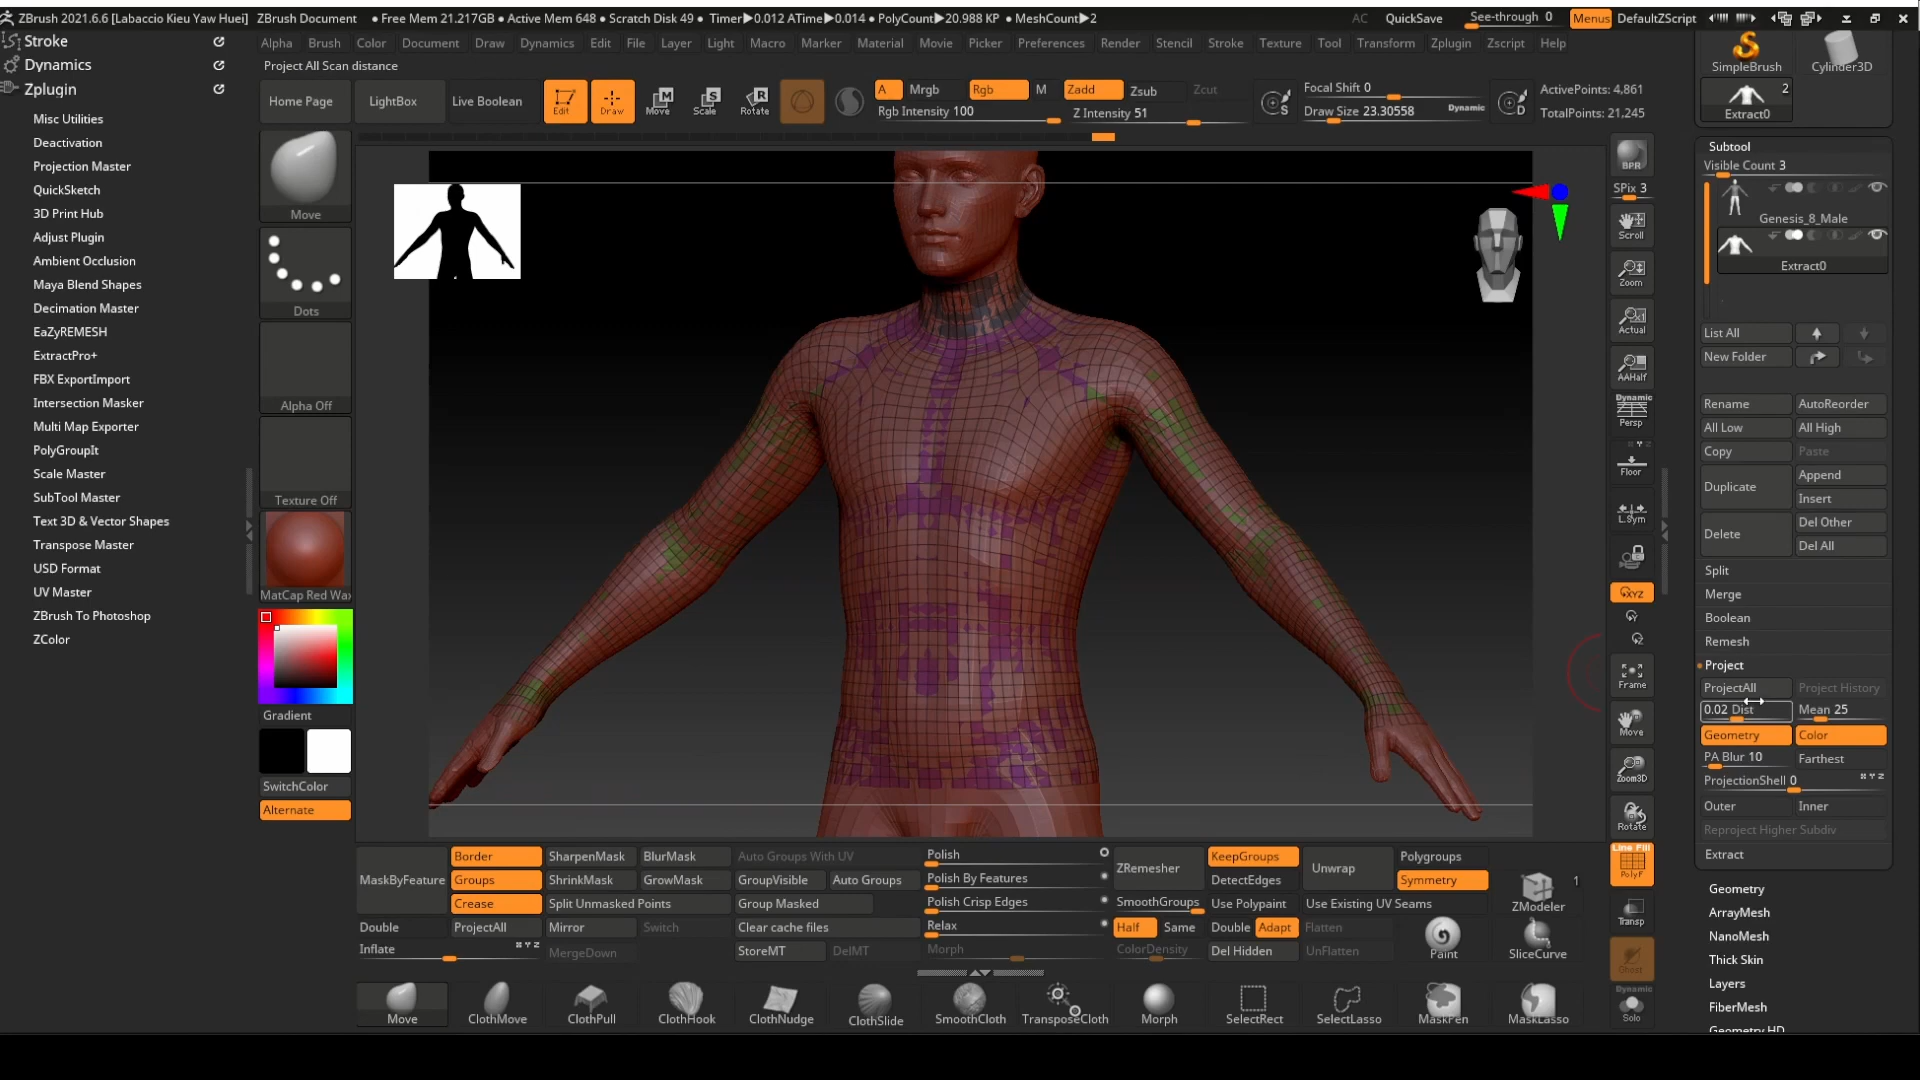 ZBrush 2021.6.6 [Labaccio Kieu Yaw Huei] ZBrush Document • Free Mem 21.217GB • Active Mem 648 • Scratch Disk 49 • Timer▶0.012 ATime▶0.014 • PolyCount▶20.988 KP • MeshCount▶2
AC QuickSave See-through 0 Menus DefaultZScript
Alpha Brush Color Document Draw Dynamics Edit File Layer Light Macro Marker Material Movie Picker Preferences Render Stencil Stroke Texture Tool Transform Zplugin Zscript Help
Project All Scan distance
Stroke
Dynamics
Zplugin
Misc Utilities
Deactivation
Projection Master
QuickSketch
3D Print Hub
Adjust Plugin
Ambient Occlusion
Maya Blend Shapes
Decimation Master
EaZyREMESH
ExtractPro+
FBX ExportImport
Intersection Masker
Multi Map Exporter
PolyGroupIt
Scale Master
SubTool Master
Text 3D & Vector Shapes
Transpose Master
USD Format
UV Master
ZBrush To Photoshop
ZColor
Home Page LightBox Live Boolean
Edit Draw Move Scale Rotate
A Mrgb Rgb M Zadd Zsub Zcut
Rgb Intensity 100 Z Intensity 51
S
Focal Shift 0
Draw Size 23.30558 Dynamic
D
ActivePoints: 4,861
TotalPoints: 21,245
Move
Dots
Alpha Off
Texture Off
MatCap Red Wax
Gradient
SwitchColor
Alternate
BPR
SPix 3
Scroll
Zoom
Actual
AAHalf
Dynamic
Persp
Floor
L.Sym
XYZ
Y
Z
Frame
Move
Zoom3D
Rotate
Line Fill
PolyF
Transp
Ghost
Dynamic
Solo
SimpleBrush Cylinder3D
2
Extract0
Subtool
Visible Count 3
Genesis_8_Male
Extract0
List All
New Folder
Rename AutoReorder
All Low All High
Copy Paste
Duplicate Append
Insert
Delete Del Other
Del All
Split
Merge
Boolean
Remesh
Project
ProjectAll Project History
0.02 Dist Mean 25
Geometry Color
PA Blur 10 Farthest
ProjectionShell 0
Outer Inner
Reproject Higher Subdiv
Extract
Geometry
ArrayMesh
NanoMesh
Thick Skin
Layers
FiberMesh
Geometry HD
MaskByFeature Border SharpenMask BlurMask Auto Groups With UV Polish ZRemesher KeepGroups Unwrap Polygroups
Groups ShrinkMask GrowMask GroupVisible Auto Groups Polish By Features DetectEdges Symmetry
Crease Split Unmasked Points Group Masked Polish Crisp Edges SmoothGroups Use Polypaint Use Existing UV Seams
Double ProjectAll Mirror Switch Clear cache files Relax Half Same Double Adapt Flatten
Inflate MergeDown StoreMT DelMT Morph ColorDensity Del Hidden UnFlatten
1
ZModeler
Paint SliceCurve
Move ClothMove ClothPull ClothHook ClothNudge ClothSlide SmoothCloth TransposeCloth Morph SelectRect SelectLasso MaskPen MaskLasso